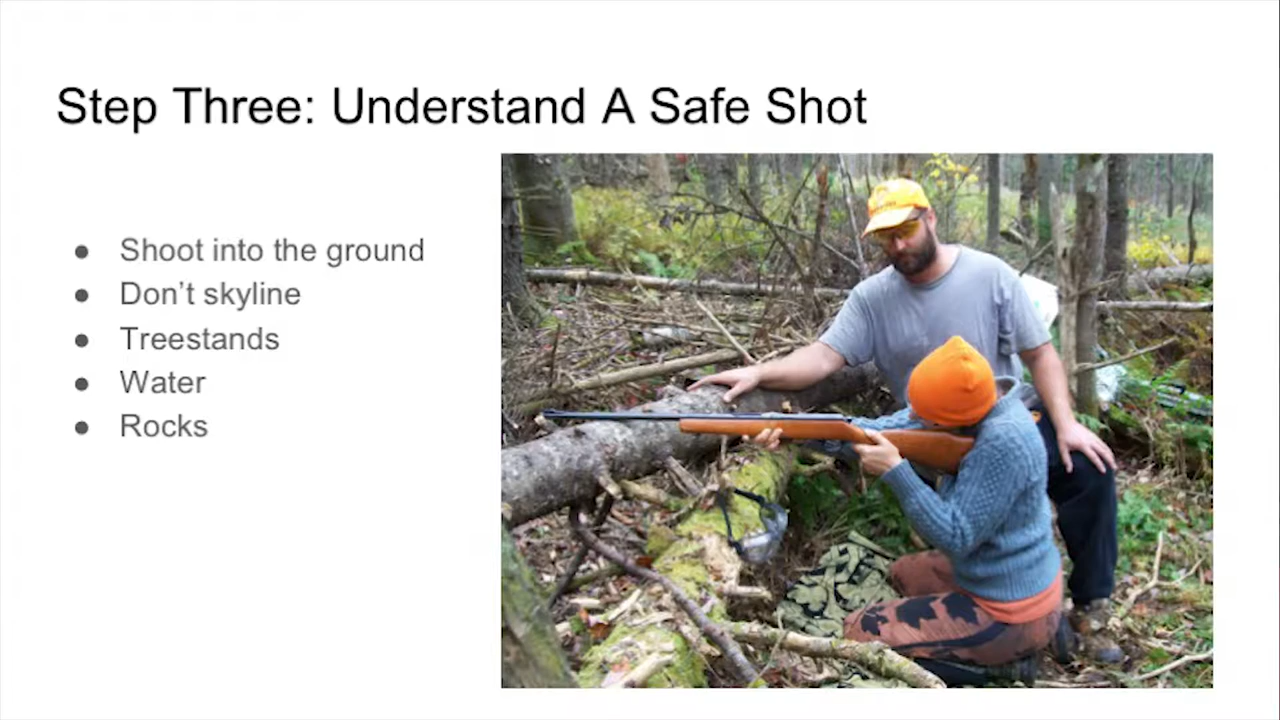 Step Three: Understand A Safe Shot
● Shoot into the ground
● Don’t skyline
● Treestands
● Water
● Rocks